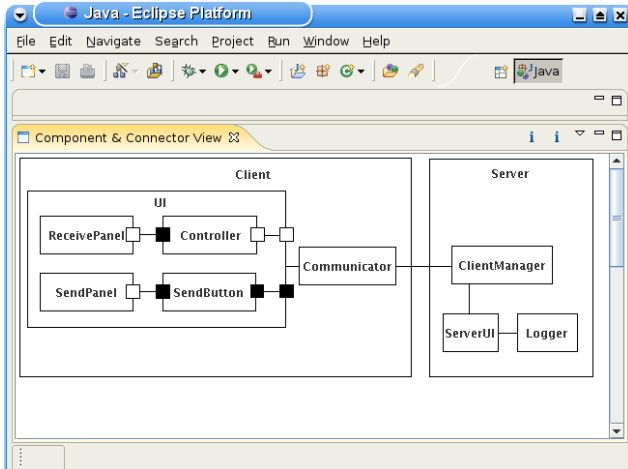 Java - Eclipse Platform
File Edit Navigate Search Project Run Window Help
Java
Component & Connector View
Client
Server
UI
ReceivePanel
Controller
Communicator
ClientManager
SendPanel
SendButton
ServerUI
Logger